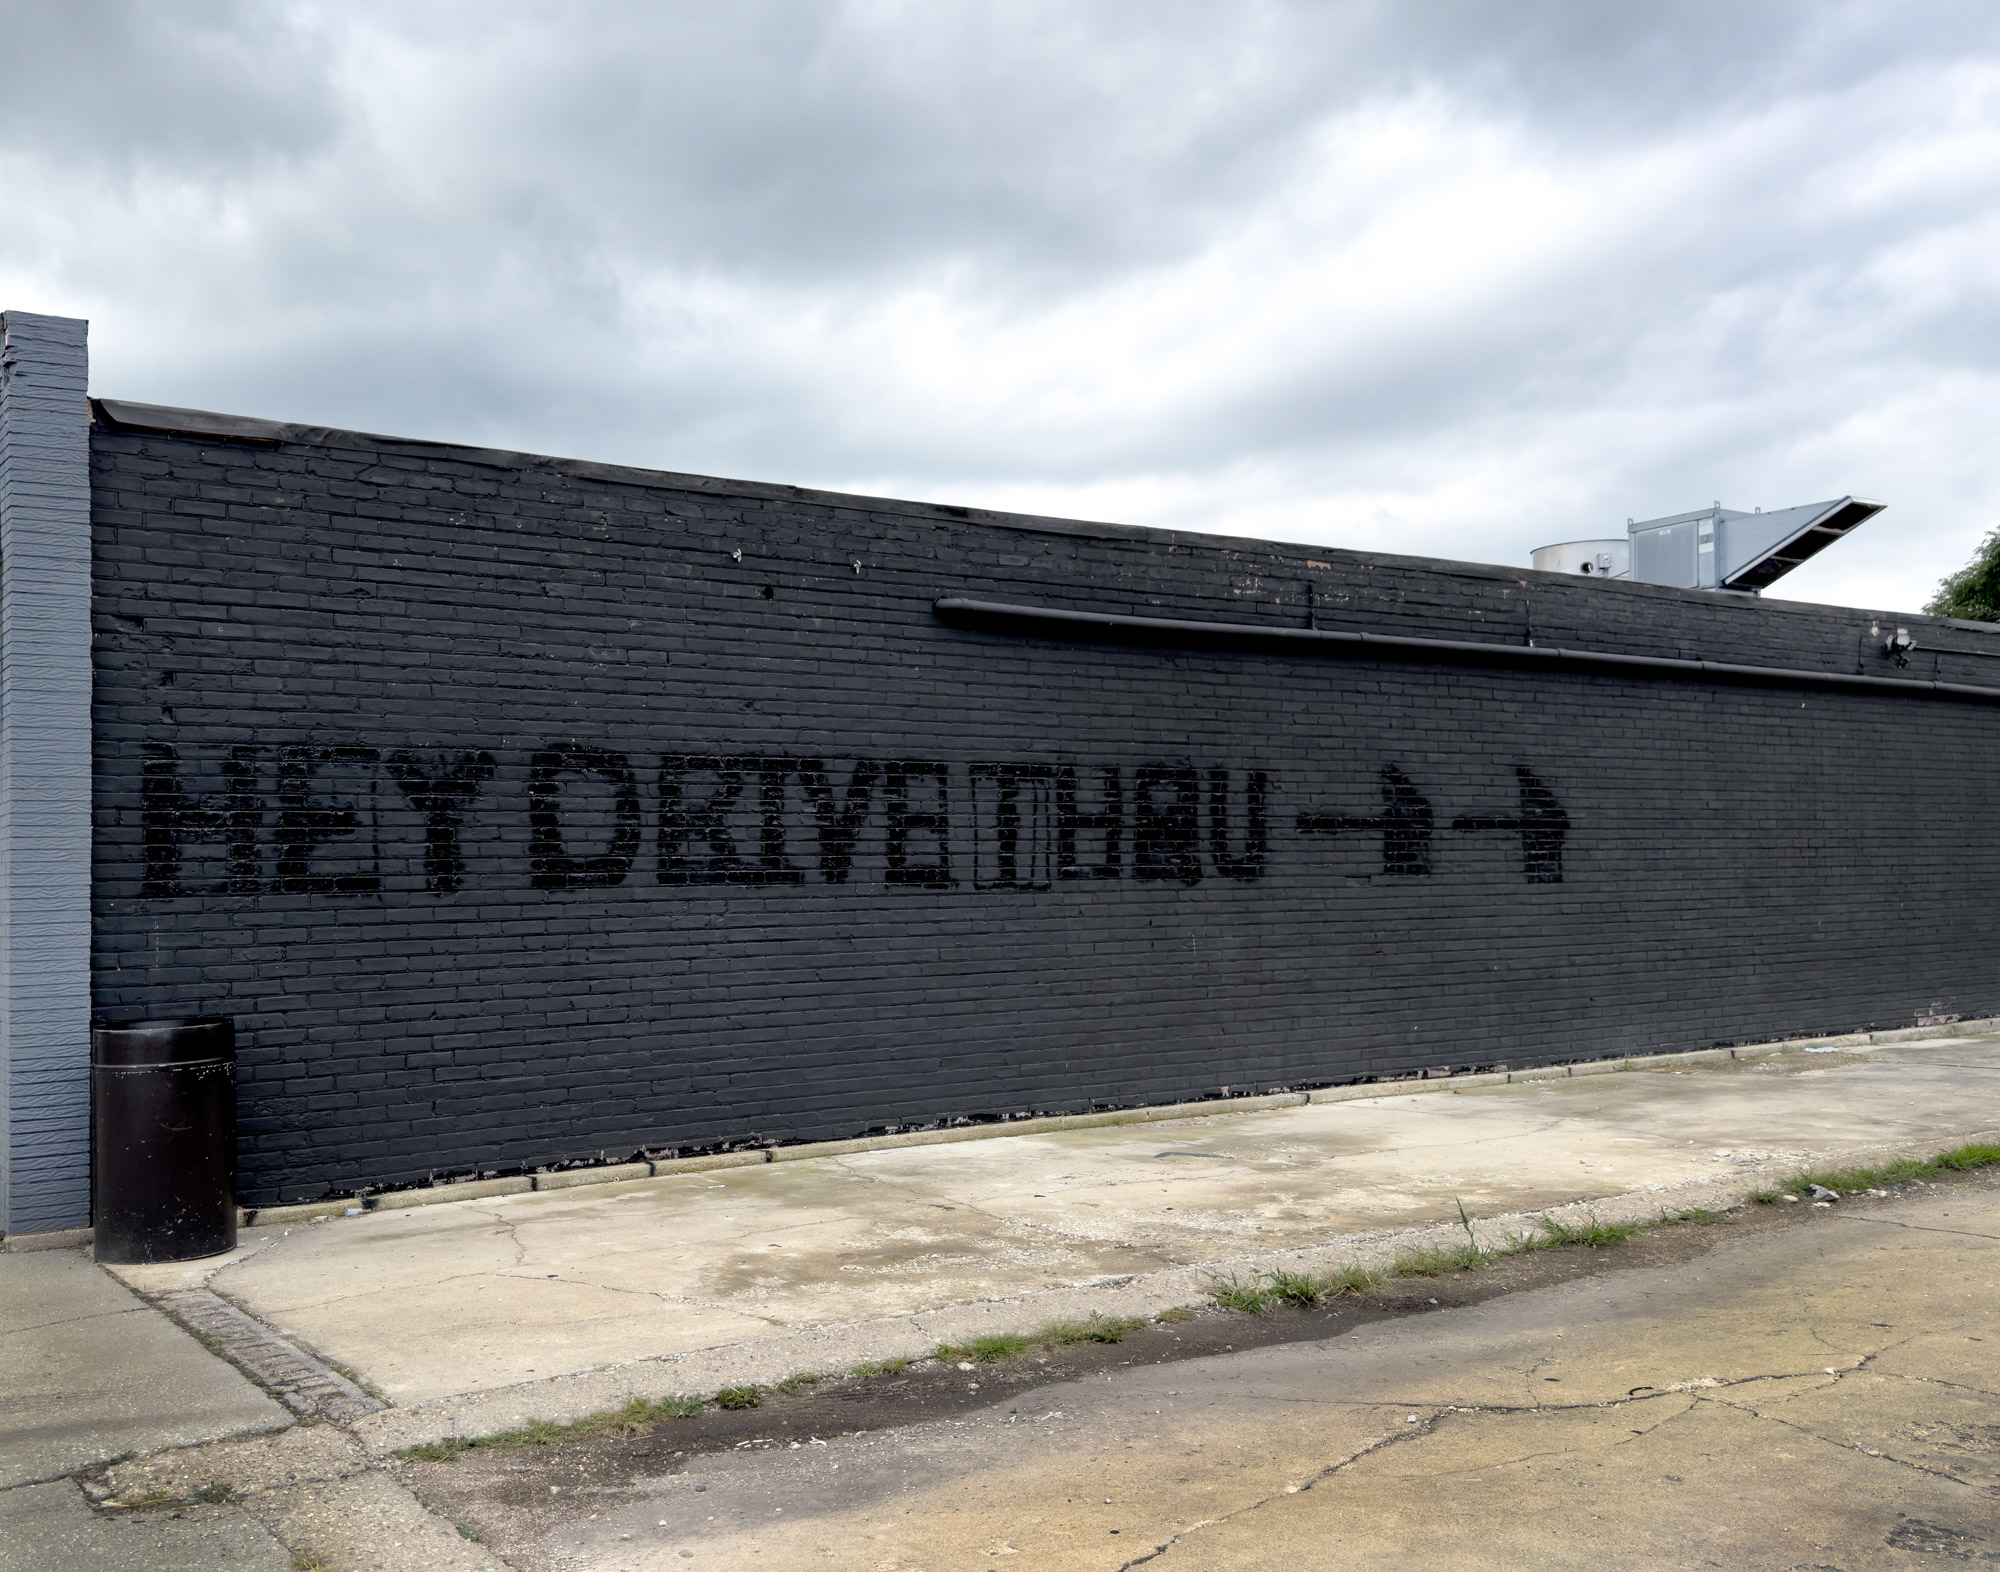 HEY DRIVE THRU → →